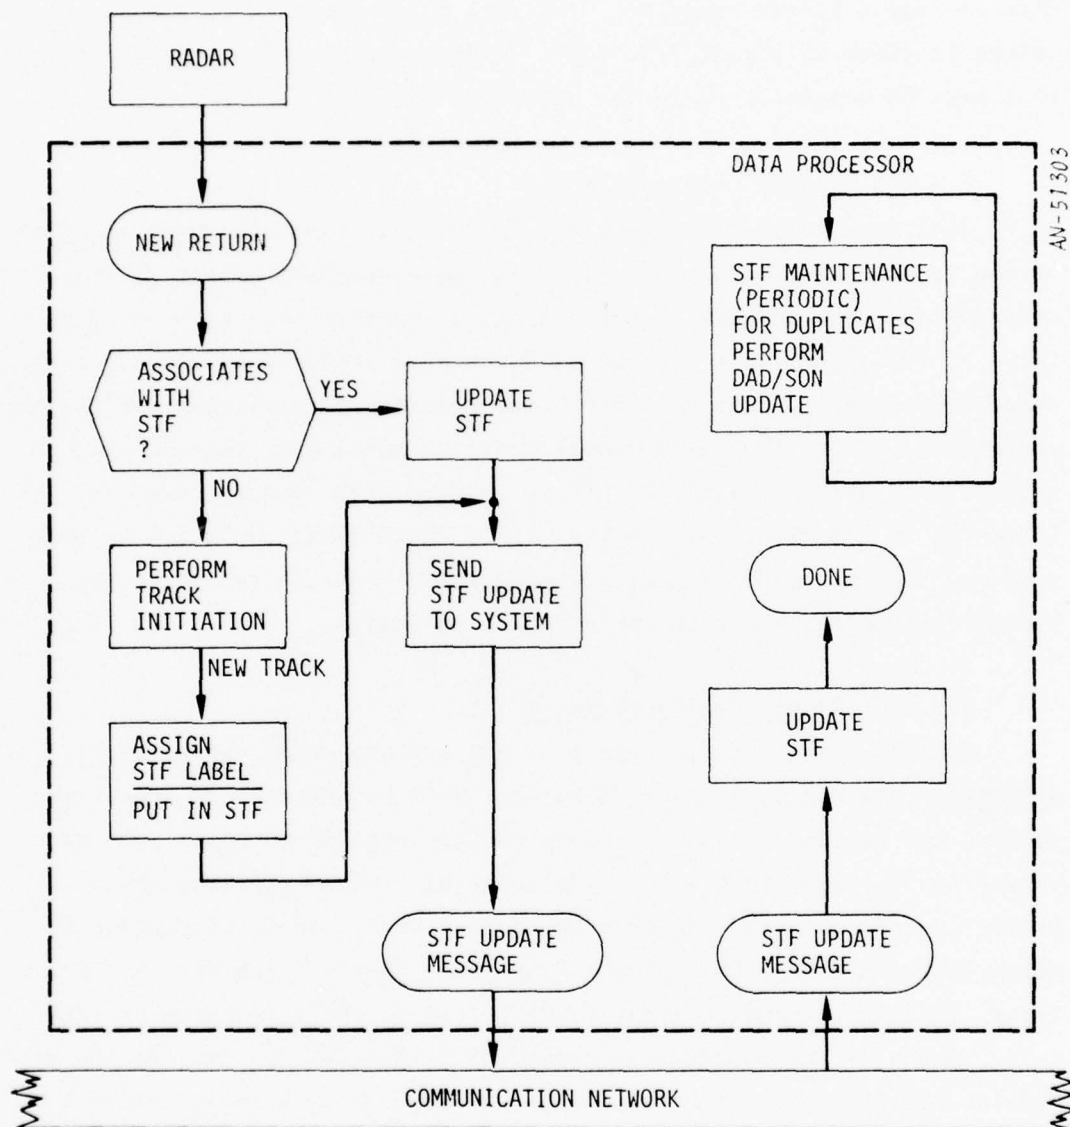 RADAR
DATA PROCESSOR
AN-51303
NEW RETURN
STF MAINTENANCE
(PERIODIC)
FOR DUPLICATES
PERFORM
DAD/SON
UPDATE
ASSOCIATES
WITH
STF
?
YES
UPDATE
STF
NO
PERFORM
TRACK
INITIATION
SEND
STF UPDATE
TO SYSTEM
DONE
NEW TRACK
ASSIGN
STF LABEL
PUT IN STF
UPDATE
STF
STF UPDATE
MESSAGE
STF UPDATE
MESSAGE
COMMUNICATION NETWORK